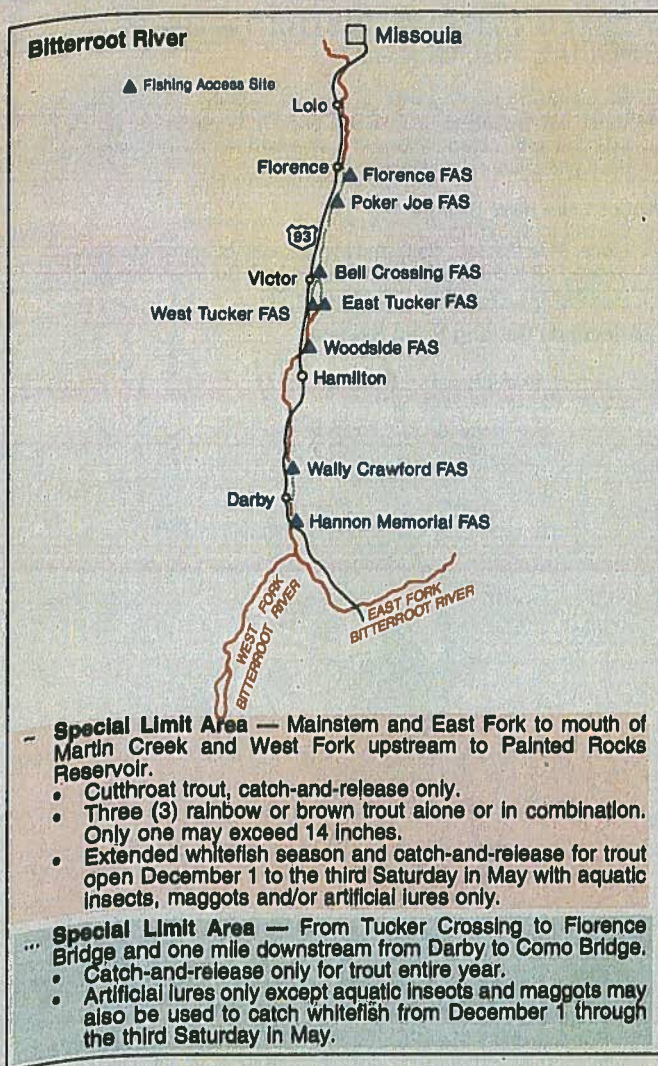 Bitterroot River
Missoula
▲ Fishing Access Site
Lolo
Florence
Florence FAS
Poker Joe FAS
93
Victor
Bell Crossing FAS
West Tucker FAS
East Tucker FAS
Woodside FAS
Hamilton
Wally Crawford FAS
Darby
Hannon Memorial FAS
WEST FORK
BITTERROOT RIVER
EAST FORK
BITTERROOT RIVER
Special Limit Area — Mainstem and East Fork to mouth of
Martin Creek and West Fork upstream to Painted Rocks
Reservoir.
• Cutthroat trout, catch-and-release only.
• Three (3) rainbow or brown trout alone or in combination.
Only one may exceed 14 inches.
• Extended whitefish season and catch-and-release for trout
open December 1 to the third Saturday in May with aquatic
insects, maggots and/or artificial lures only.
Special Limit Area — From Tucker Crossing to Florence
Bridge and one mile downstream from Darby to Como Bridge.
• Catch-and-release only for trout entire year.
• Artificial lures only except aquatic insects and maggots may
also be used to catch whitefish from December 1 through
the third Saturday in May.